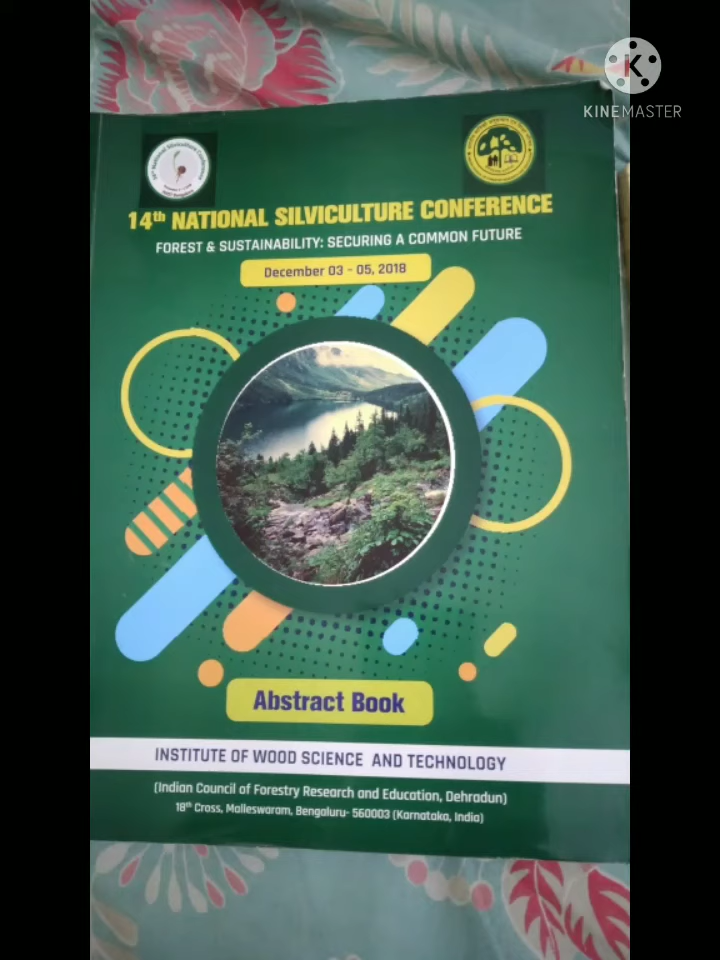 KINEMASTER
14th NATIONAL SILVICULTURE CONFERENCE
FOREST & SUSTAINABILITY: SECURING A COMMON FUTURE
December 03 - 05, 2018
Abstract Book
INSTITUTE OF WOOD SCIENCE AND TECHNOLOGY
(Indian Council of Forestry Research and Education, Dehradun)
18th Cross, Malleswaram, Bengaluru- 560003 (Karnataka, India)